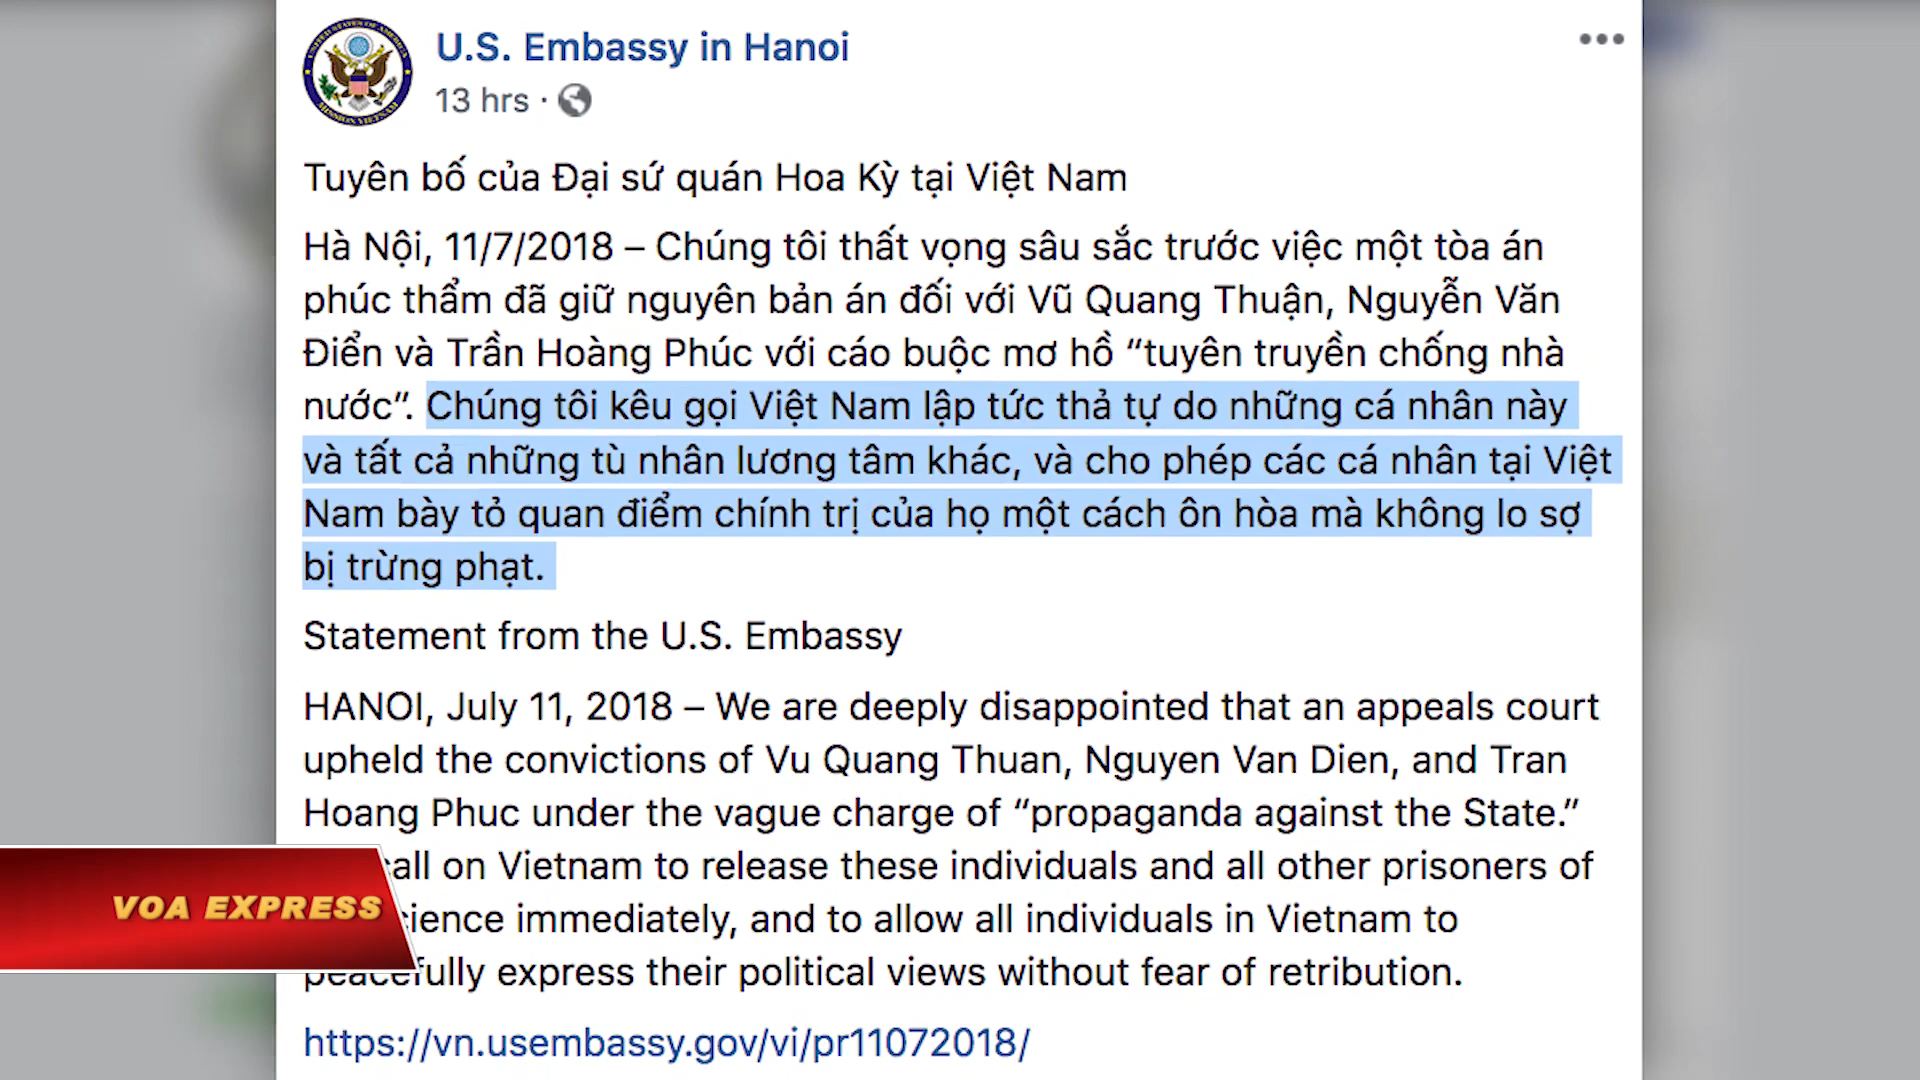 U.S. Embassy in Hanoi
13 hrs ·
Tuyên bố của Đại sứ quán Hoa Kỳ tại Việt Nam
Hà Nội, 11/7/2018 – Chúng tôi thất vọng sâu sắc trước việc một tòa án
phúc thẩm đã giữ nguyên bản án đối với Vũ Quang Thuận, Nguyễn Văn
Điển và Trần Hoàng Phúc với cáo buộc mơ hồ “tuyên truyền chống nhà
nước”. Chúng tôi kêu gọi Việt Nam lập tức thả tự do những cá nhân này
và tất cả những tù nhân lương tâm khác, và cho phép các cá nhân tại Việt
Nam bày tỏ quan điểm chính trị của họ một cách ôn hòa mà không lo sợ
bị trừng phạt.
Statement from the U.S. Embassy
HANOI, July 11, 2018 – We are deeply disappointed that an appeals court
upheld the convictions of Vu Quang Thuan, Nguyen Van Dien, and Tran
Hoang Phuc under the vague charge of “propaganda against the State.”
call on Vietnam to release these individuals and all other prisoners of
immediately, and to allow all individuals in Vietnam to
peacefully express their political views without fear of retribution.
https://vn.usembassy.gov/vi/pr11072018/
VOA EXPRESS